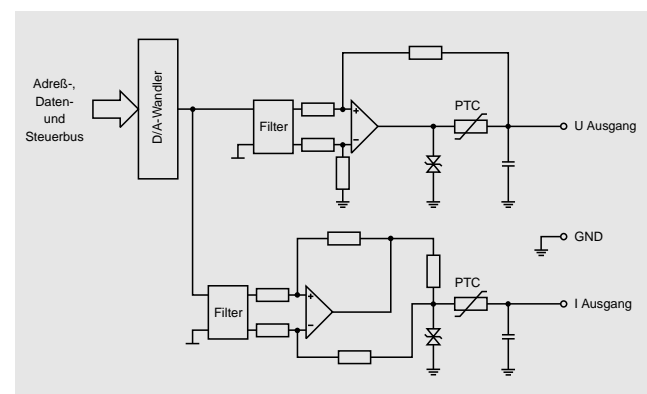 Adreß-,
Daten-
und
Steuerbus
D/A-Wandler
Filter
+
−
PTC
U Ausgang
GND
Filter
+
−
PTC
I Ausgang